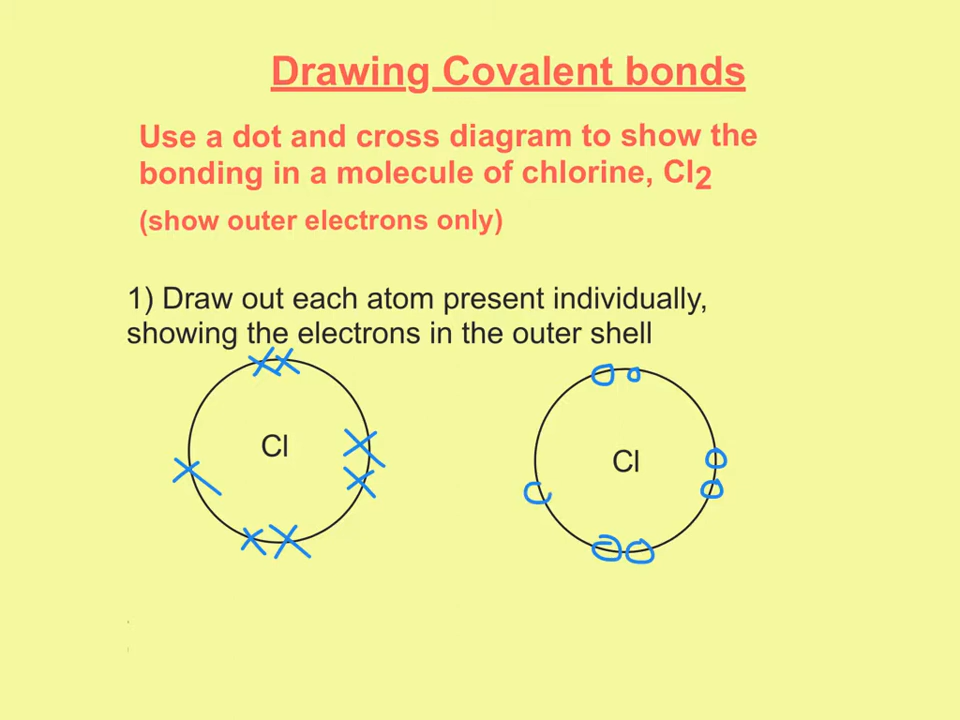 Drawing Covalent bonds
Use a dot and cross diagram to show the
bonding in a molecule of chlorine, Cl2
(show outer electrons only)
1) Draw out each atom present individually,
showing the electrons in the outer shell
Cl
Cl